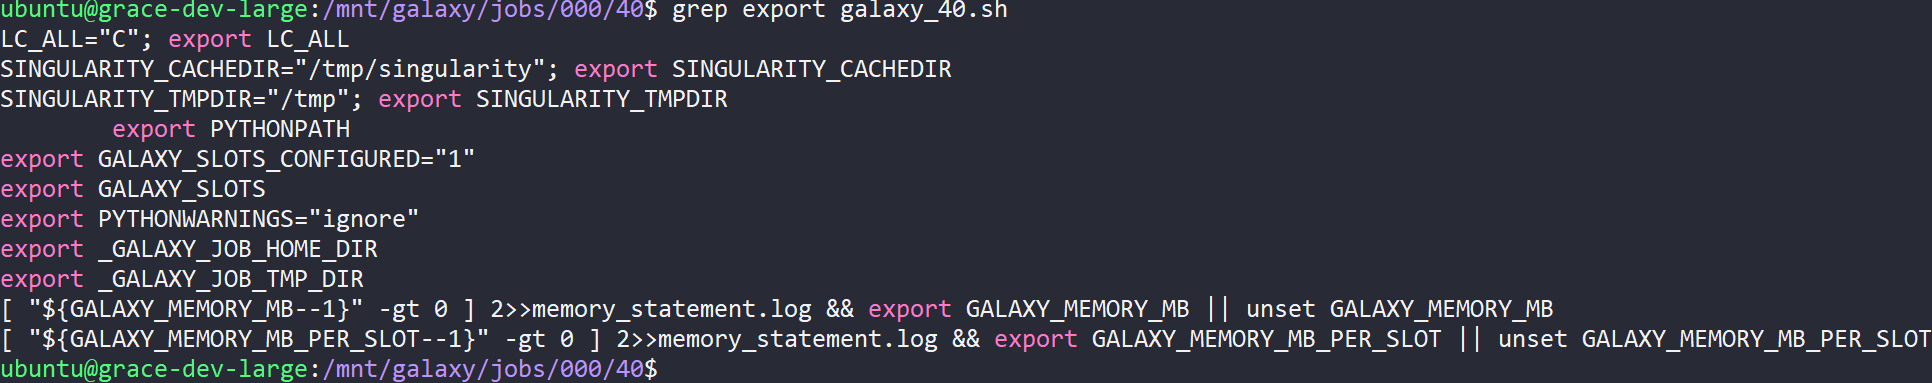 ubuntu@grace-dev-large:/mnt/galaxy/jobs/000/40$ grep export galaxy_40.sh
LC_ALL="C"; export LC_ALL
SINGULARITY_CACHEDIR="/tmp/singularity"; export SINGULARITY_CACHEDIR
SINGULARITY_TMPDIR="/tmp"; export SINGULARITY_TMPDIR
        export PYTHONPATH
export GALAXY_SLOTS_CONFIGURED="1"
export GALAXY_SLOTS
export PYTHONWARNINGS="ignore"
export _GALAXY_JOB_HOME_DIR
export _GALAXY_JOB_TMP_DIR
[ "${GALAXY_MEMORY_MB--1}" -gt 0 ] 2>>memory_statement.log && export GALAXY_MEMORY_MB || unset GALAXY_MEMORY_MB
[ "${GALAXY_MEMORY_MB_PER_SLOT--1}" -gt 0 ] 2>>memory_statement.log && export GALAXY_MEMORY_MB_PER_SLOT || unset GALAXY_MEMORY_MB_PER_SLOT
ubuntu@grace-dev-large:/mnt/galaxy/jobs/000/40$